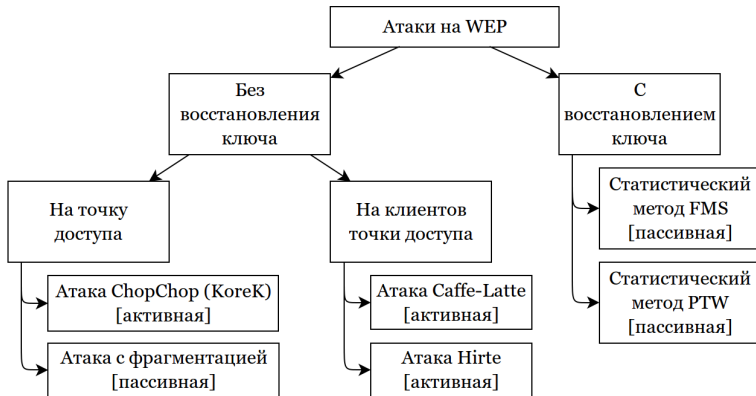 Атаки на WEP
Без
восстановления
ключа
С
восстановлением
ключа
На точку
доступа
На клиентов
точки доступа
Статистический
метод FMS
[пассивная]
Атака ChopChop (KoreK)
[активная]
Атака Caffe-Latte
[активная]
Статистический
метод PTW
[пассивная]
Атака с фрагментацией
[пассивная]
Атака Hirte
[активная]